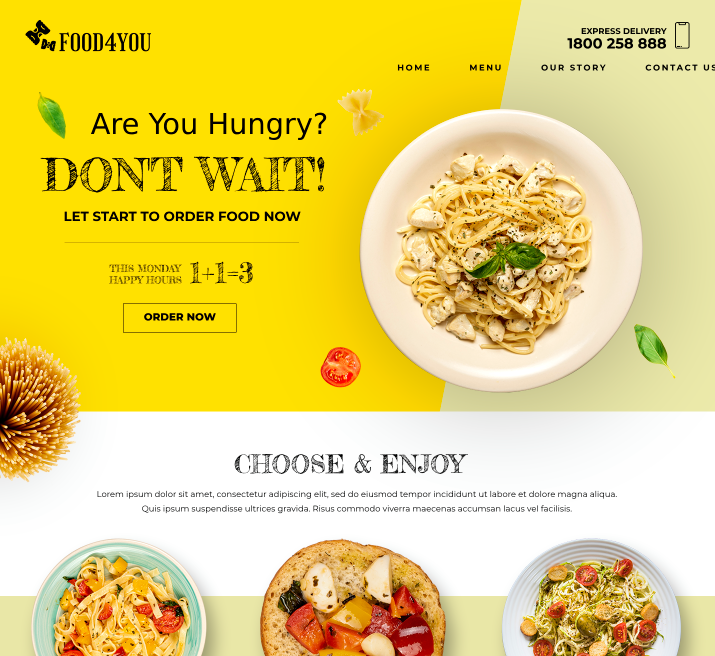 FOOD4YOU
EXPRESS DELIVERY
1800 258 888
HOME MENU OUR STORY CONTACT US
Are You Hungry?
DON'T WAIT!
LET START TO ORDER FOOD NOW
THIS MONDAY
HAPPY HOURS
1+1=3
ORDER NOW
CHOOSE & ENJOY
Lorem ipsum dolor sit amet, consectetur adipiscing elit, sed do eiusmod tempor incididunt ut labore et dolore magna aliqua.
Quis ipsum suspendisse ultrices gravida. Risus commodo viverra maecenas accumsan lacus vel facilisis.